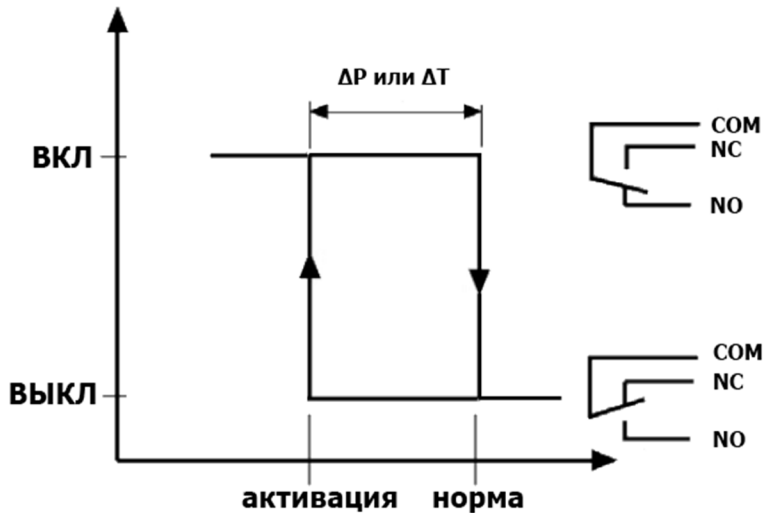 ΔP или ΔT
ВКЛ
COM
NC
NO
ВЫКЛ
COM
NC
NO
активация норма